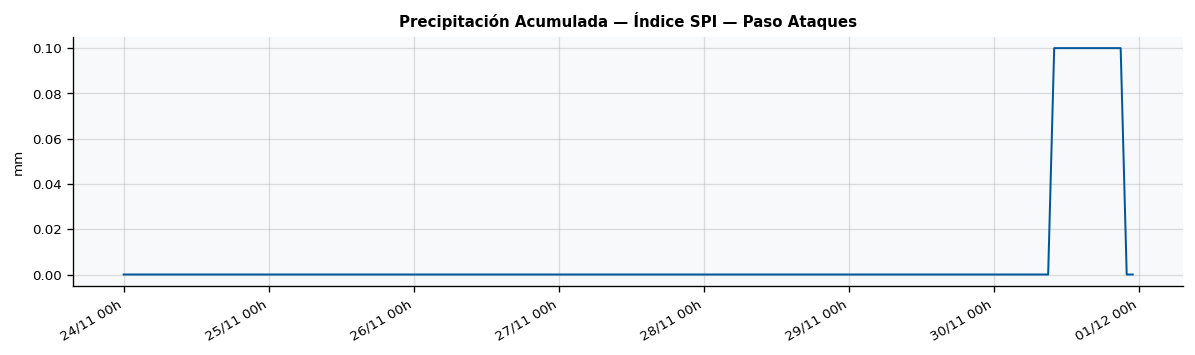 Precipitación Acumulada — Índice SPI — Paso Ataques
mm
0.10
0.08
0.06
0.04
0.02
0.00
24/11 00h
25/11 00h
26/11 00h
27/11 00h
28/11 00h
29/11 00h
30/11 00h
01/12 00h